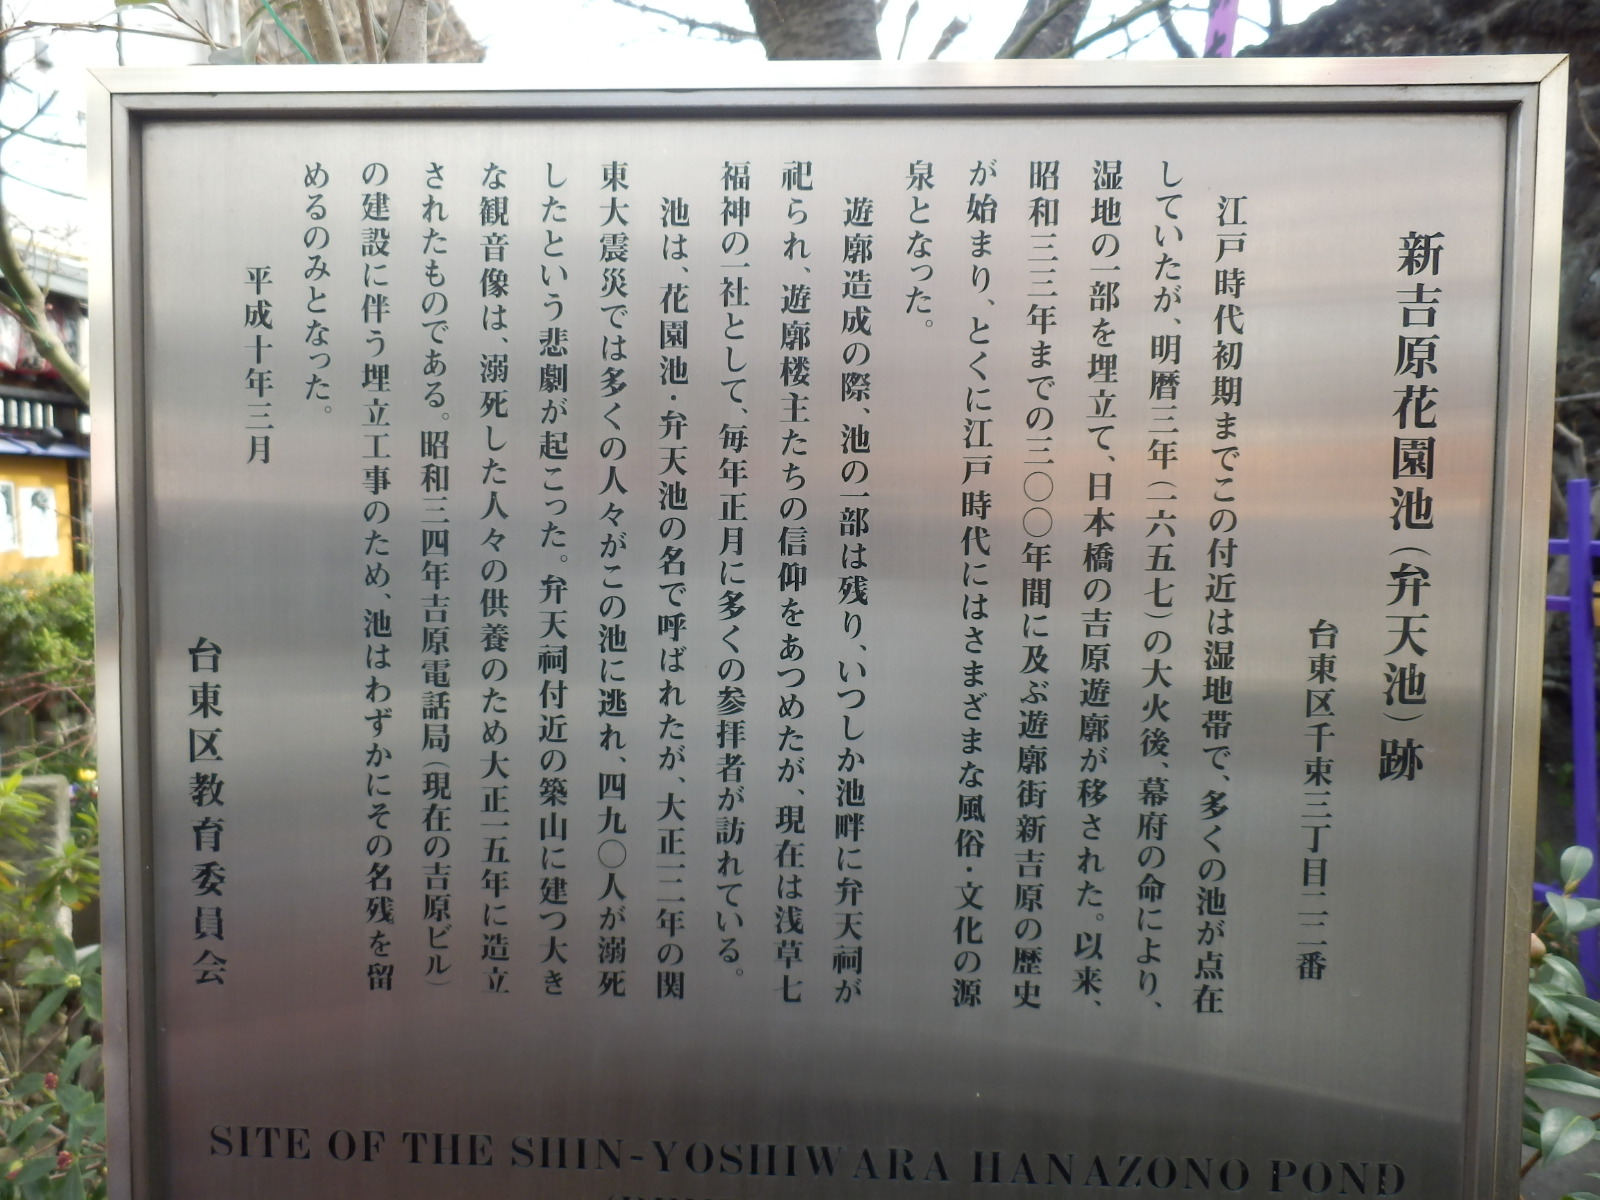 新吉原花園池（弁天池）跡
台東区千束三丁目二二番
江戸時代初期までこの付近は湿地帯で、多くの池が点在
していたが、明暦三年（一六五七）の大火後、幕府の命により、
湿地の一部を埋立て、日本橋の吉原遊廓が移された。以来、
昭和三三年までの三〇〇年間に及ぶ遊廓街新吉原の歴史
が始まり、とくに江戸時代にはさまざまな風俗・文化の源
泉となった。
遊廓造成の際、池の一部は残り、いつしか池畔に弁天祠が
祀られ、遊廓楼主たちの信仰をあつめたが、現在は浅草七
福神の一社として、毎年正月に多くの参拝者が訪れている。
池は、花園池・弁天池の名で呼ばれたが、大正一二年の関
東大震災では多くの人々がこの池に逃れ、四九〇人が溺死
したという悲劇が起こった。弁天祠付近の築山に建つ大き
な観音像は、溺死した人々の供養のため大正一五年に造立
されたものである。昭和三四年吉原電話局（現在の吉原ビル）
の建設に伴う埋立工事のため、池はわずかにその名残を留
めるのみとなった。
平成十年三月
台東区教育委員会
SITE OF THE SHIN-YOSHIWARA HANAZONO POND